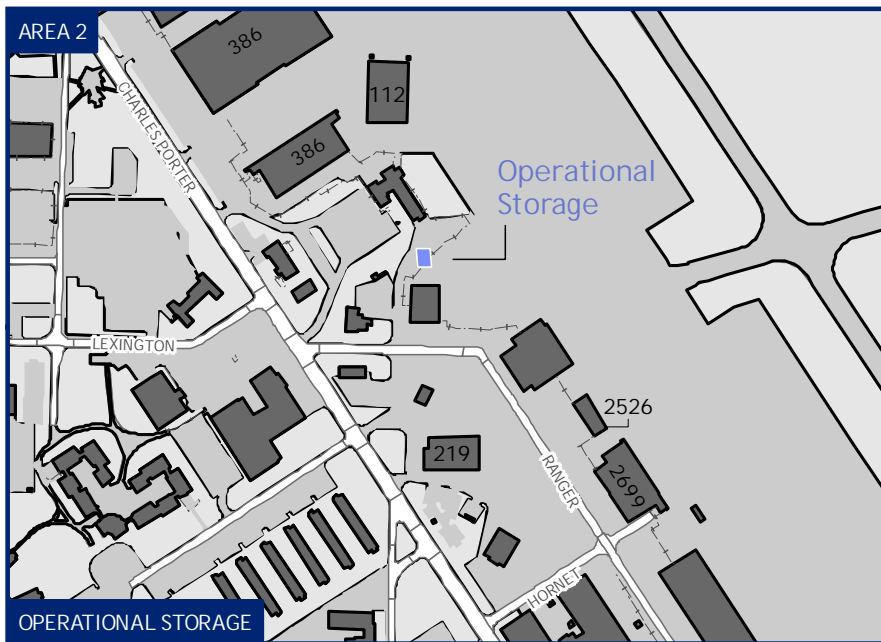 AREA 2
386
112
CHARLES PORTER
386
Operational
Storage
LEXINGTON
2526
219
RANGER
2699
HORNET
OPERATIONAL STORAGE